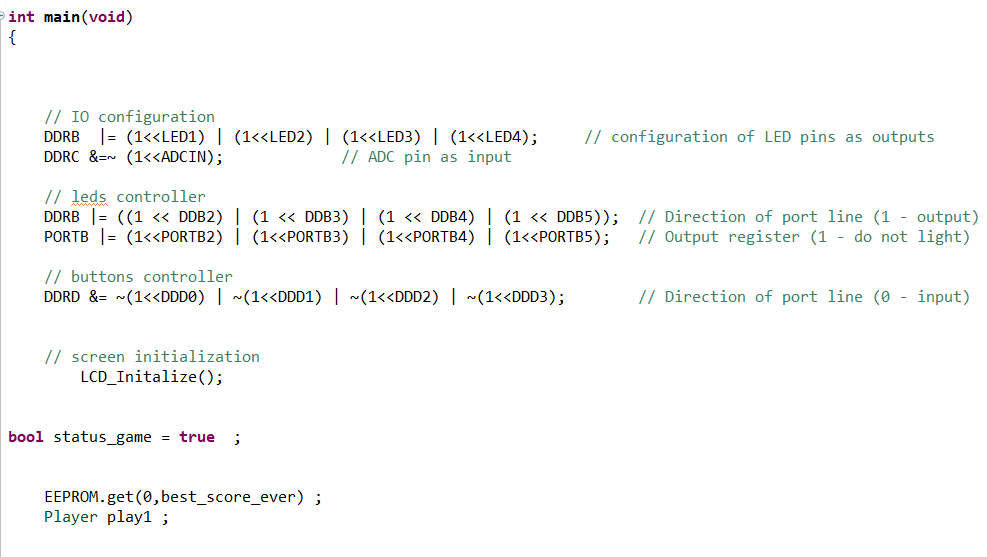 int main(void)
{
// IO configuration
DDRB  |= (1<<LED1) | (1<<LED2) | (1<<LED3) | (1<<LED4);     // configuration of LED pins as outputs
DDRC &=~ (1<<ADCIN);             // ADC pin as input
// leds controller
DDRB |= ((1 << DDB2) | (1 << DDB3) | (1 << DDB4) | (1 << DDB5));  // Direction of port line (1 - output)
PORTB |= (1<<PORTB2) | (1<<PORTB3) | (1<<PORTB4) | (1<<PORTB5);   // Output register (1 - do not light)
// buttons controller
DDRD &= ~(1<<DDD0) | ~(1<<DDD1) | ~(1<<DDD2) | ~(1<<DDD3);        // Direction of port line (0 - input)
// screen initialization
LCD_Initalize();
bool status_game = true  ;
EEPROM.get(0,best_score_ever) ;
Player play1 ;